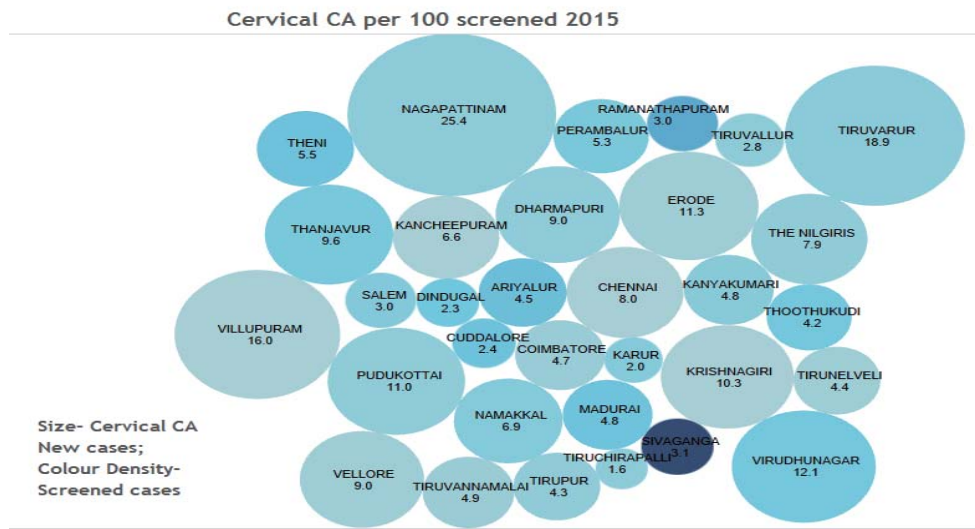 Cervical CA per 100 screened 2015
NAGAPATTINAM
25.4
RAMANATHAPURAM
3.0
TIRUVARUR
18.9
PERAMBALUR
5.3
TIRUVALLUR
2.8
THENI
5.5
ERODE
11.3
DHARMAPURI
9.0
THANJAVUR
9.6
KANCHEEPURAM
6.6
THE NILGIRIS
7.9
SALEM
3.0
DINDUGAL
2.3
ARIYALUR
4.5
CHENNAI
8.0
KANYAKUMARI
4.8
THOOTHUKUDI
4.2
VILLUPURAM
16.0
CUDDALORE
2.4
COIMBATORE
4.7
KARUR
2.0
KRISHNAGIRI
10.3
TIRUNELVELI
4.4
PUDUKOTTAI
11.0
NAMAKKAL
6.9
MADURAI
4.8
SIVAGANGA
3.1
TIRUCHIRAPALLI
1.6
VIRUDHUNAGAR
12.1
VELLORE
9.0
TIRUVANNAMALAI
4.9
TIRUPUR
4.3
Size- Cervical CA
New cases;
Colour Density-
Screened cases